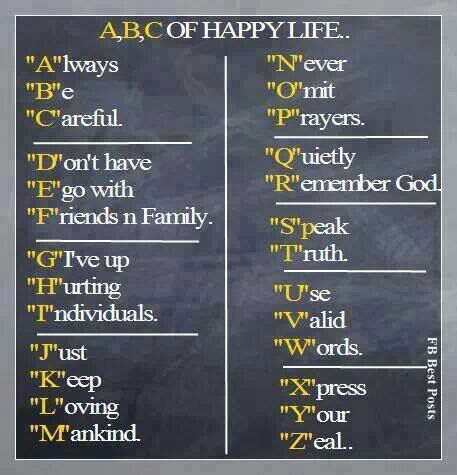 A,B,C OF HAPPY LIFE..
"A"lways
"B"e
"C"areful.
"D"on't have
"E"go with
"F"riends n Family.
"G"I've up
"H"urting
"I"ndividuals.
"J"ust
"K"eep
"L"oving
"M"ankind.
"N"ever
"O"mit
"P"rayers.
"Q"uietly
"R"emember God.
"S"peak
"T"ruth.
"U"se
"V"alid
"W"ords.
"X"press
"Y"our
"Z"eal..
FB Best Posts